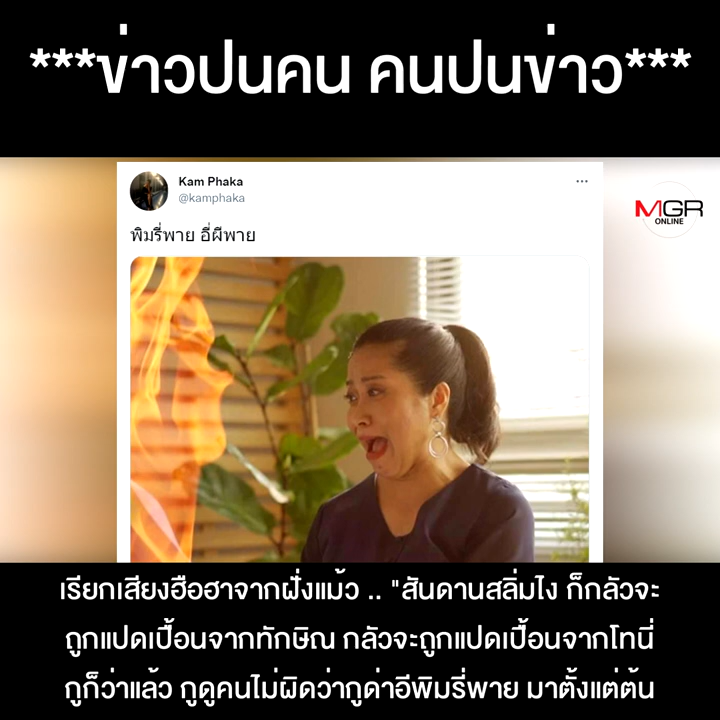 ***ข่าวปนคน คนปนข่าว***
Kam Phaka
@kamphaka
พิมรี่พาย อี่ผีพาย
MGR
ONLINE
เรียกเสียงฮือฮาจากฝั่งแม้ว .. "สันดานสลิ่มไง ก็กลัวจะ
ถูกแปดเปื้อนจากทักษิณ กลัวจะถูกแปดเปื้อนจากโทนี่
กูก็ว่าแล้ว กูดูคนไม่ผิดว่ากูด่าอีพิมรี่พาย มาตั้งแต่ต้น